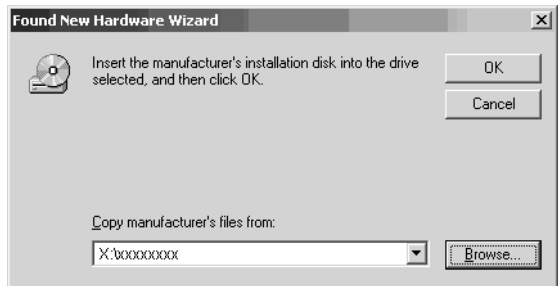 Found New Hardware Wizard
Insert the manufacturer's installation disk into the drive
selected, and then click OK.
OK
Cancel
Copy manufacturer's files from:
X:\xxxxxxxx
Browse...